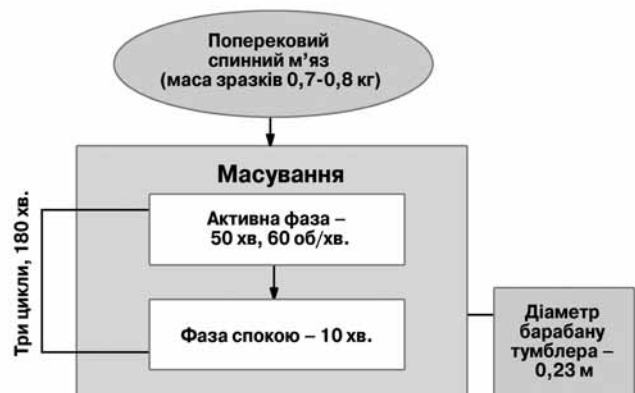 Поперековий
спинний м’яз
(маса зразків 0,7-0,8 кг)
Масування
Активна фаза –
50 хв, 60 об/хв.
Фаза спокою – 10 хв.
Три цикли, 180 хв.
Діаметр
барабану
тумблера –
0,23 м